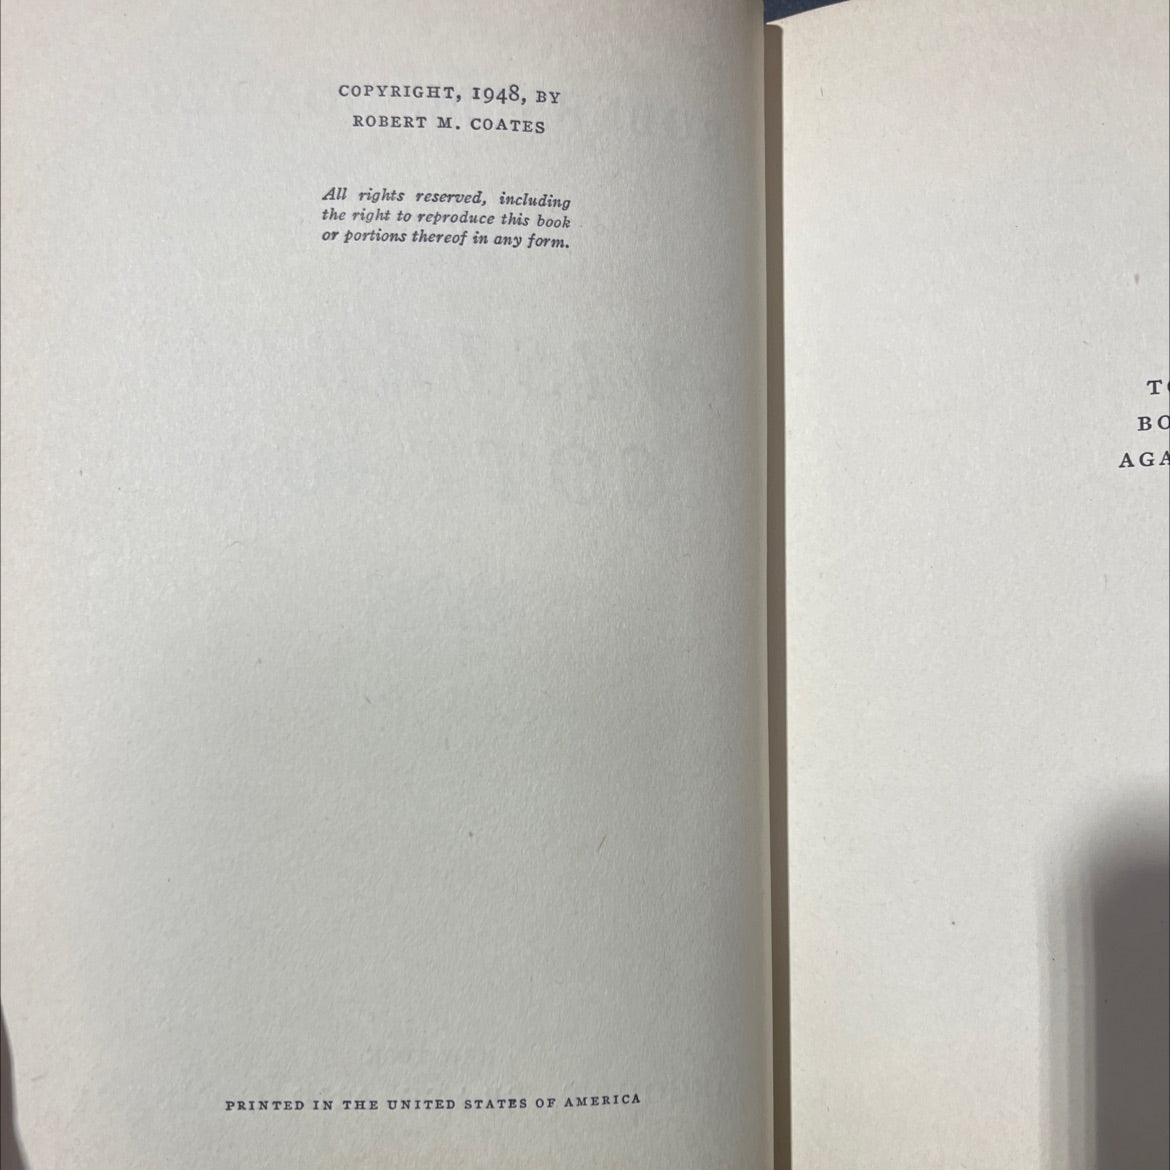 COPYRIGHT, 1948, BY
ROBERT M. COATES
All rights reserved, including
the right to reproduce this book
or portions thereof in any form.
PRINTED IN THE UNITED STATES OF AMERICA